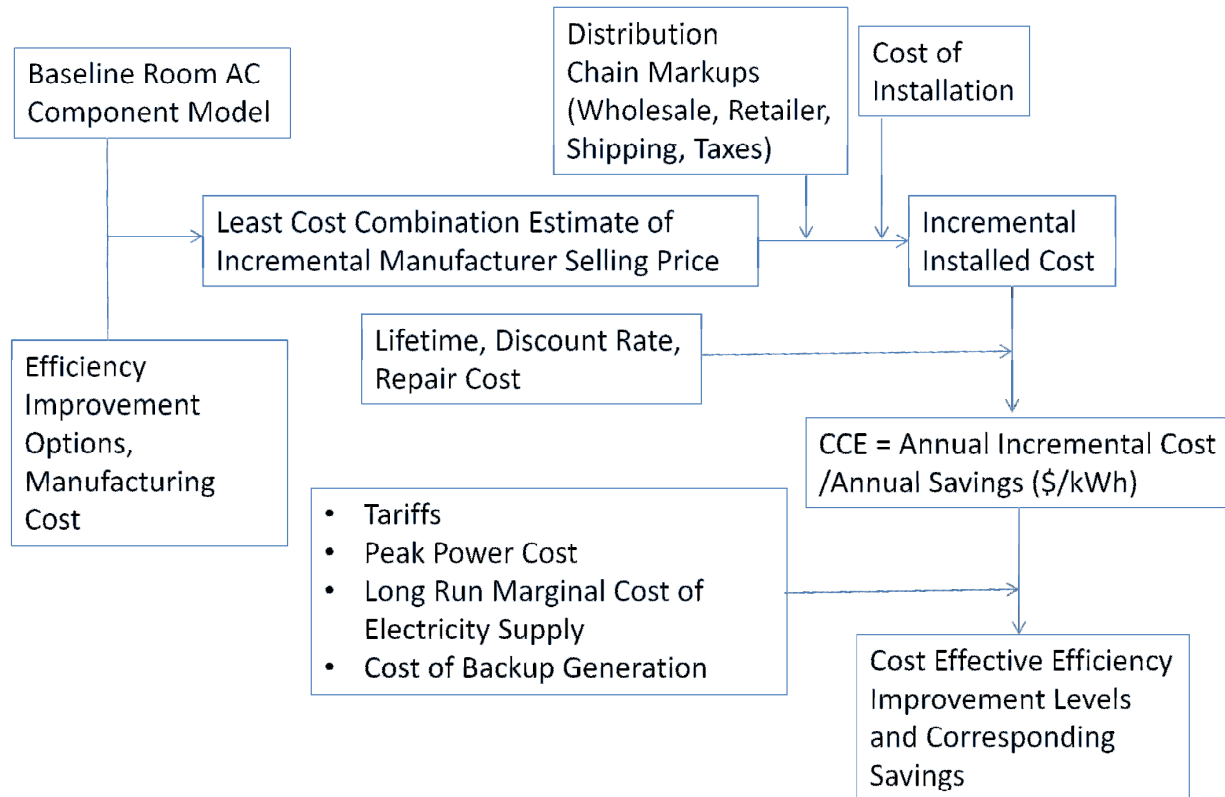 Baseline Room AC
Component Model
Distribution
Chain Markups
(Wholesale, Retailer,
Shipping, Taxes)
Cost of
Installation
Least Cost Combination Estimate of
Incremental Manufacturer Selling Price
Incremental
Installed Cost
Efficiency
Improvement
Options,
Manufacturing
Cost
Lifetime, Discount Rate,
Repair Cost
CCE = Annual Incremental Cost
/Annual Savings ($/kWh)
• Tariffs
• Peak Power Cost
• Long Run Marginal Cost of
Electricity Supply
• Cost of Backup Generation
Cost Effective Efficiency
Improvement Levels
and Corresponding
Savings